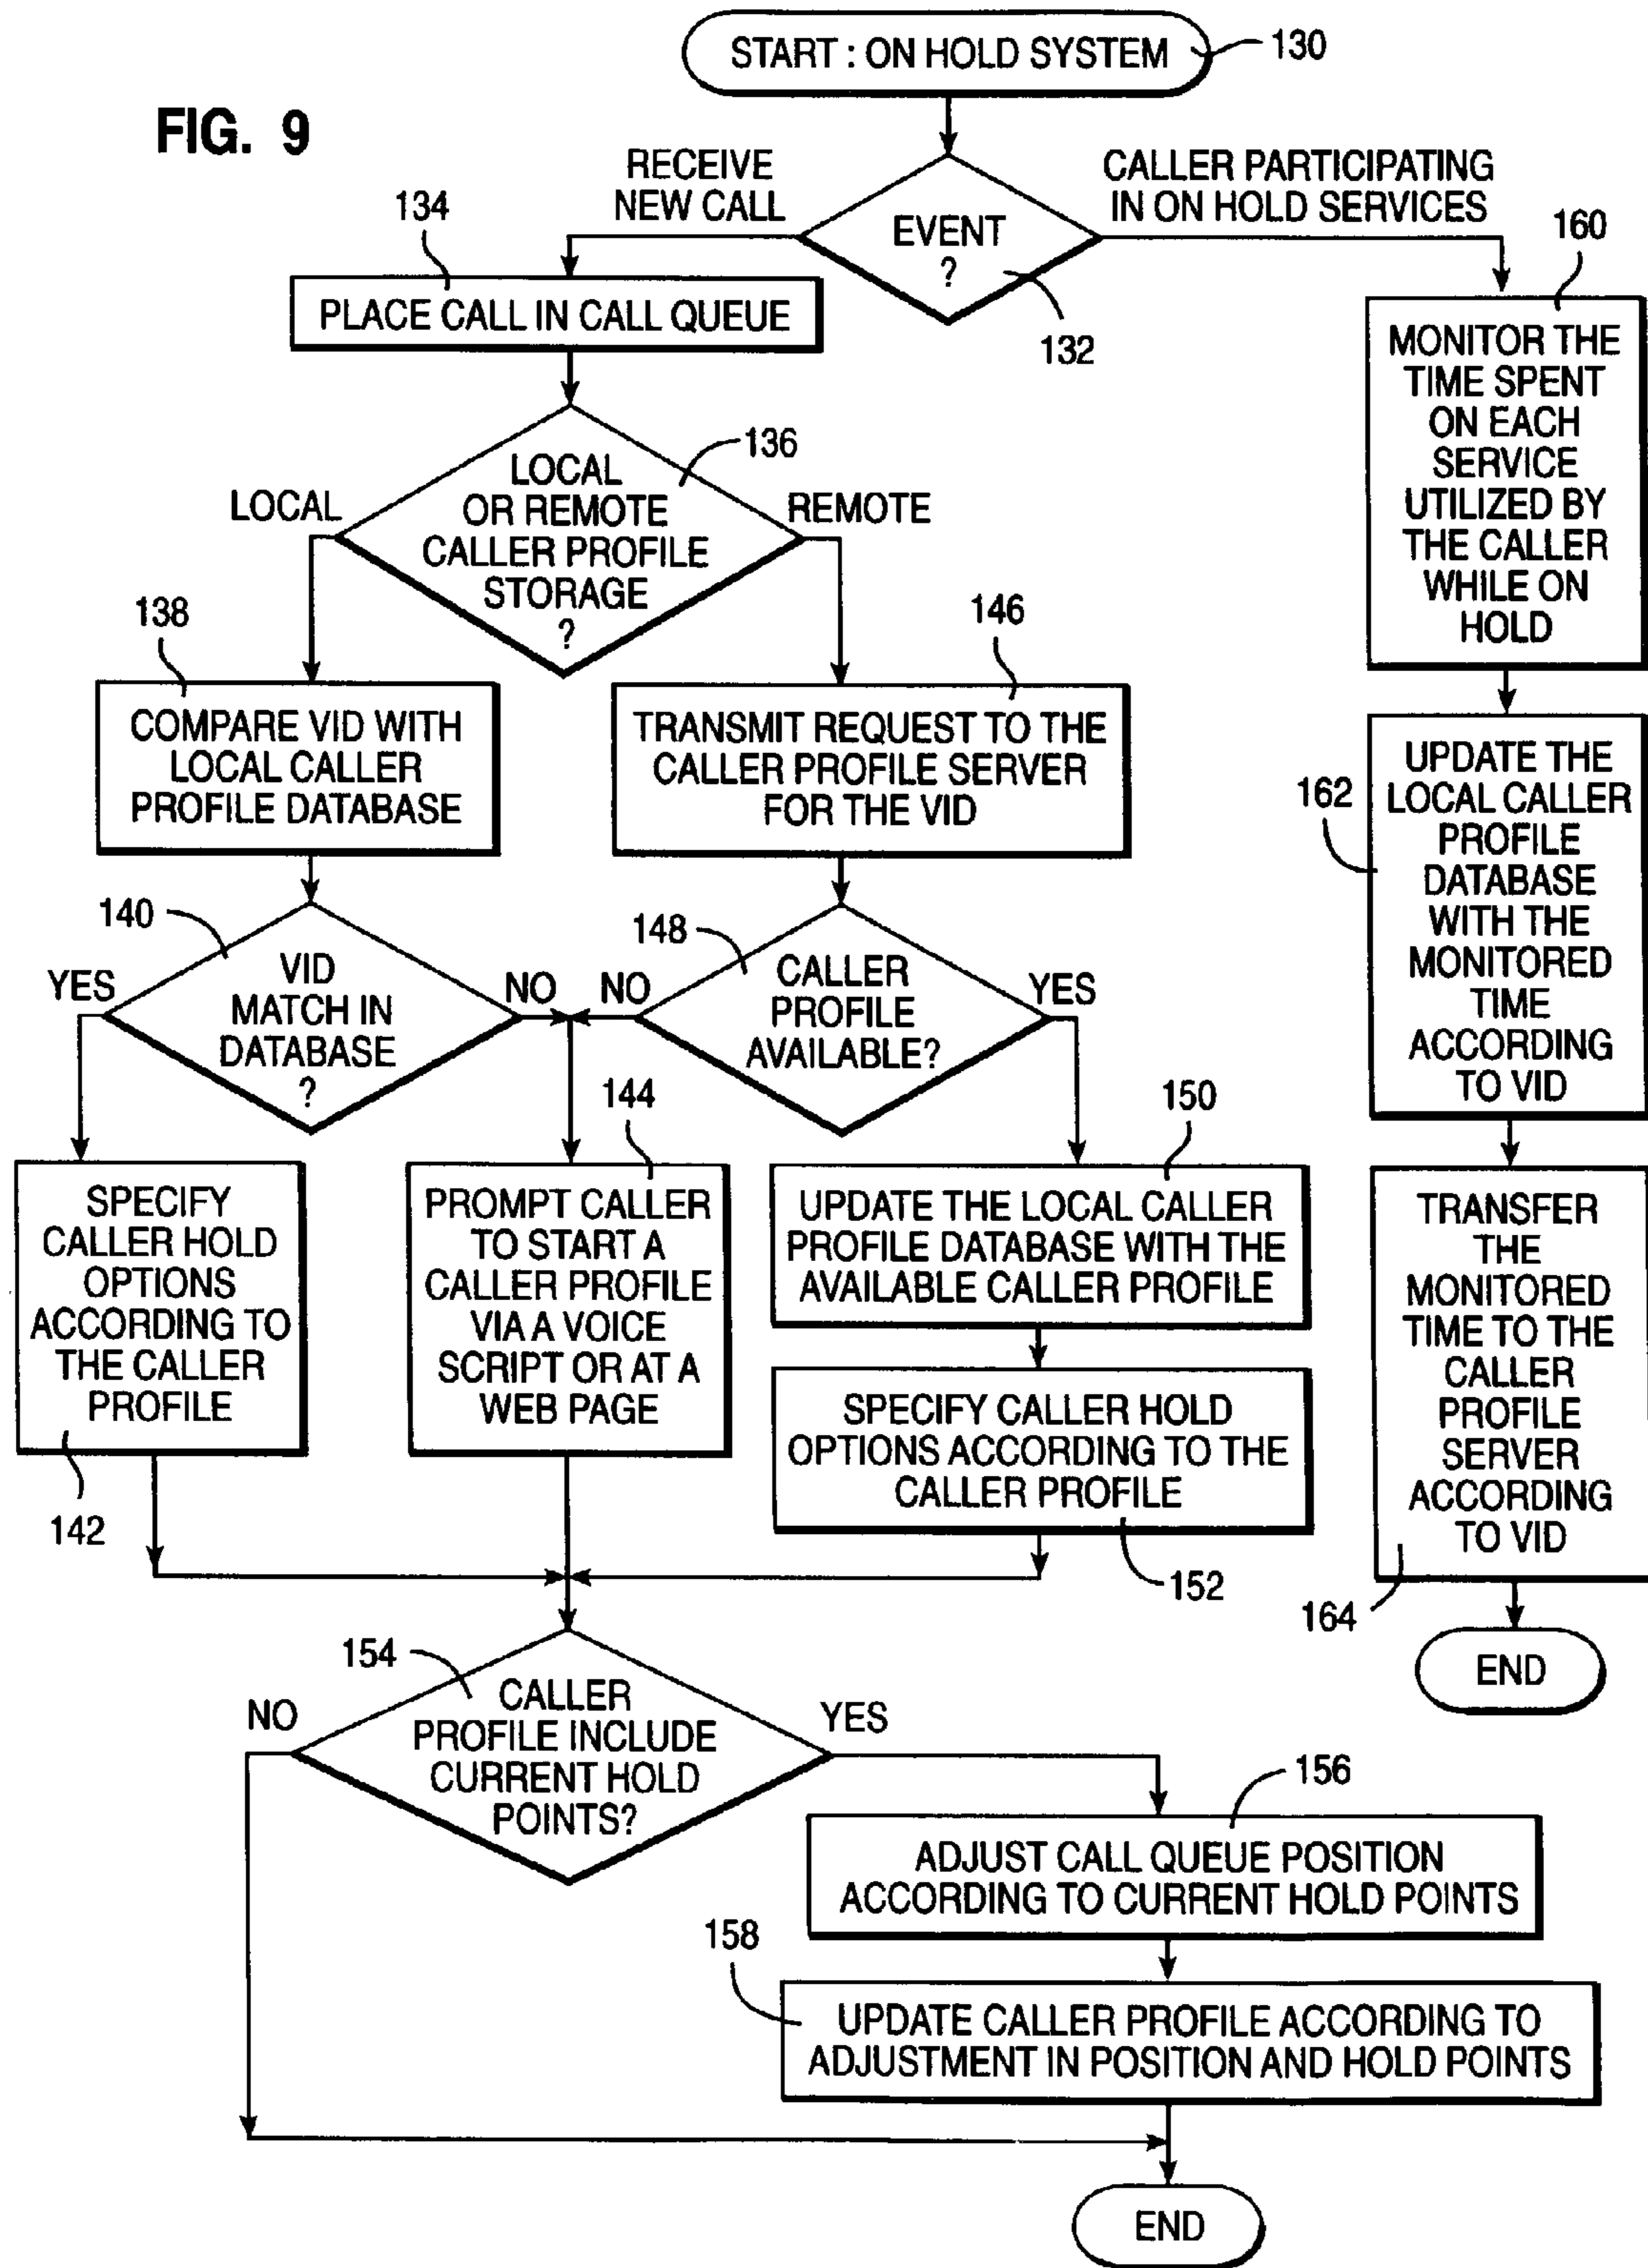 START : ON HOLD SYSTEM
130
FIG. 9
RECEIVE
NEW CALL
CALLER PARTICIPATING
IN ON HOLD SERVICES
EVENT
?
132
134
PLACE CALL IN CALL QUEUE
160
MONITOR THE
TIME SPENT
ON EACH
SERVICE
UTILIZED BY
THE CALLER
WHILE ON
HOLD
136
LOCAL
OR REMOTE
CALLER PROFILE
STORAGE
?
LOCAL
REMOTE
138
COMPARE VID WITH
LOCAL CALLER
PROFILE DATABASE
146
TRANSMIT REQUEST TO THE
CALLER PROFILE SERVER
FOR THE VID
162
UPDATE THE
LOCAL CALLER
PROFILE
DATABASE
WITH THE
MONITORED
TIME
ACCORDING
TO VID
140
YES
VID
MATCH IN
DATABASE
?
NO
NO
148
CALLER
PROFILE
AVAILABLE?
YES
144
150
SPECIFY
CALLER HOLD
OPTIONS
ACCORDING TO
THE CALLER
PROFILE
142
PROMPT CALLER
TO START A
CALLER PROFILE
VIA A VOICE
SCRIPT OR AT A
WEB PAGE
UPDATE THE LOCAL CALLER
PROFILE DATABASE WITH THE
AVAILABLE CALLER PROFILE
SPECIFY CALLER HOLD
OPTIONS ACCORDING TO THE
CALLER PROFILE
152
TRANSFER
THE
MONITORED
TIME TO THE
CALLER
PROFILE
SERVER
ACCORDING
TO VID
164
END
154
NO
CALLER
PROFILE INCLUDE
CURRENT HOLD
POINTS?
YES
156
ADJUST CALL QUEUE POSITION
ACCORDING TO CURRENT HOLD POINTS
158
UPDATE CALLER PROFILE ACCORDING TO
ADJUSTMENT IN POSITION AND HOLD POINTS
END